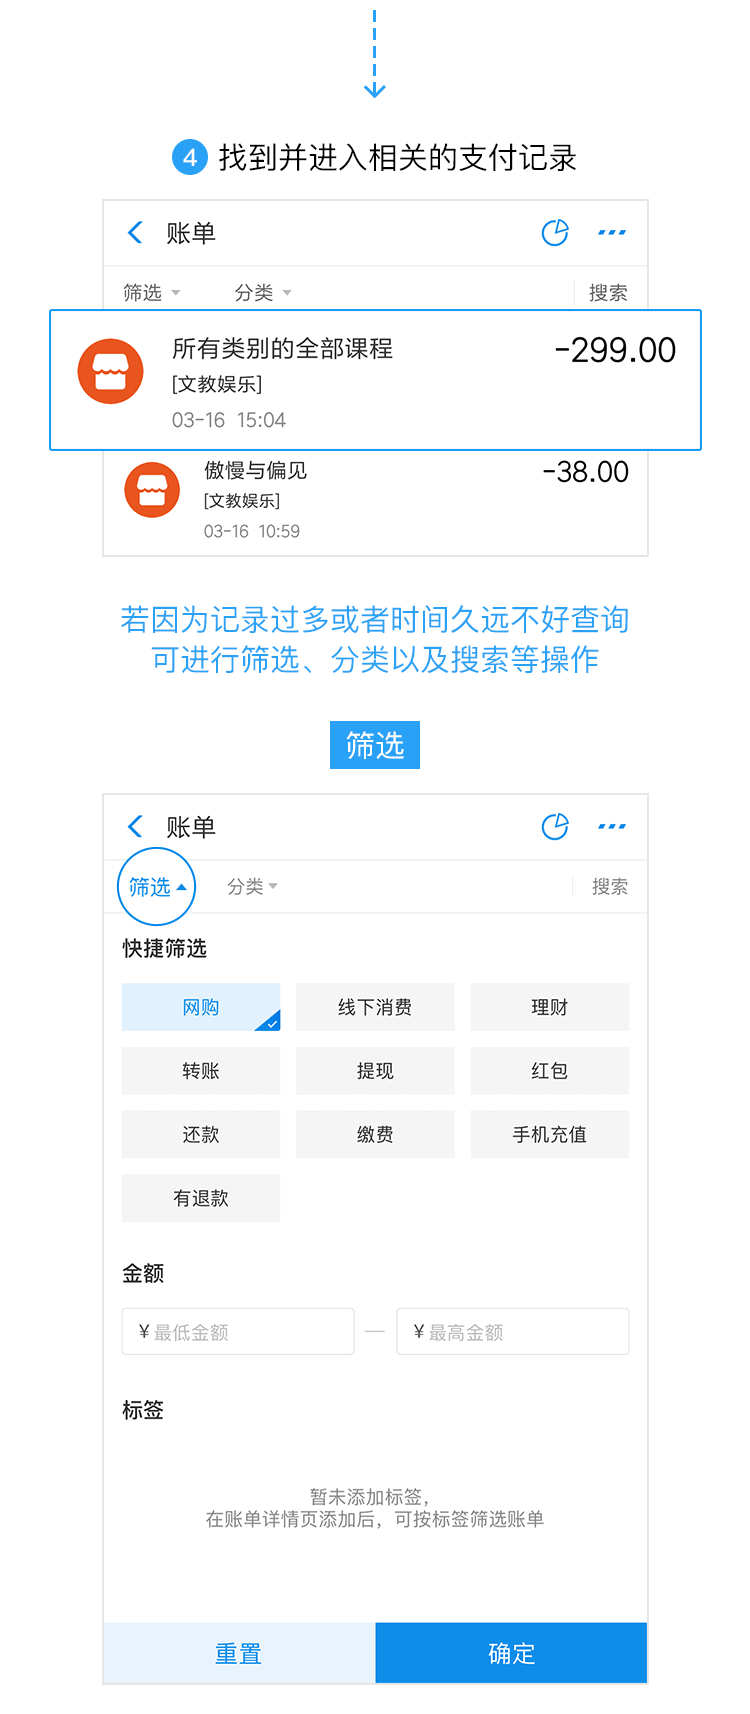 4 找到并进入相关的支付记录
账单
筛选 分类 搜索
所有类别的全部课程 -299.00
[文教娱乐]
03-16 15:04
傲慢与偏见 -38.00
[文教娱乐]
03-16 10:59
若因为记录过多或者时间久远不好查询
可进行筛选、分类以及搜索等操作
筛选
账单
筛选 分类 搜索
快捷筛选
网购 线下消费 理财
转账 提现 红包
还款 缴费 手机充值
有退款
金额
¥ 最低金额 — ¥ 最高金额
标签
暂未添加标签，
在账单详情页添加后，可按标签筛选账单
重置 确定